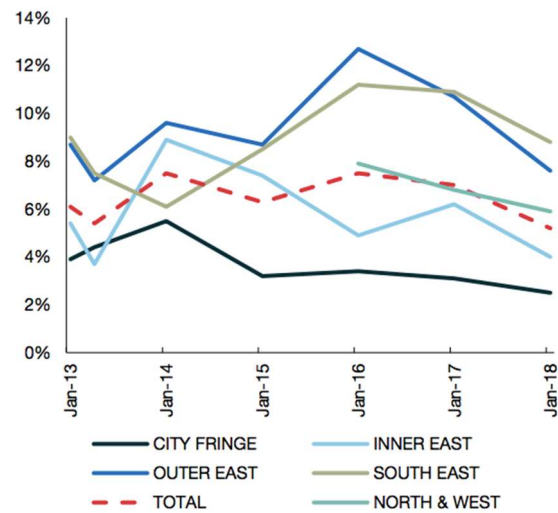 14%
12%
10%
8%
6%
4%
2%
0%
Jan-13
Jan-14
Jan-15
Jan-16
Jan-17
Jan-18
CITY FRINGE
INNER EAST
OUTER EAST
SOUTH EAST
TOTAL
NORTH & WEST